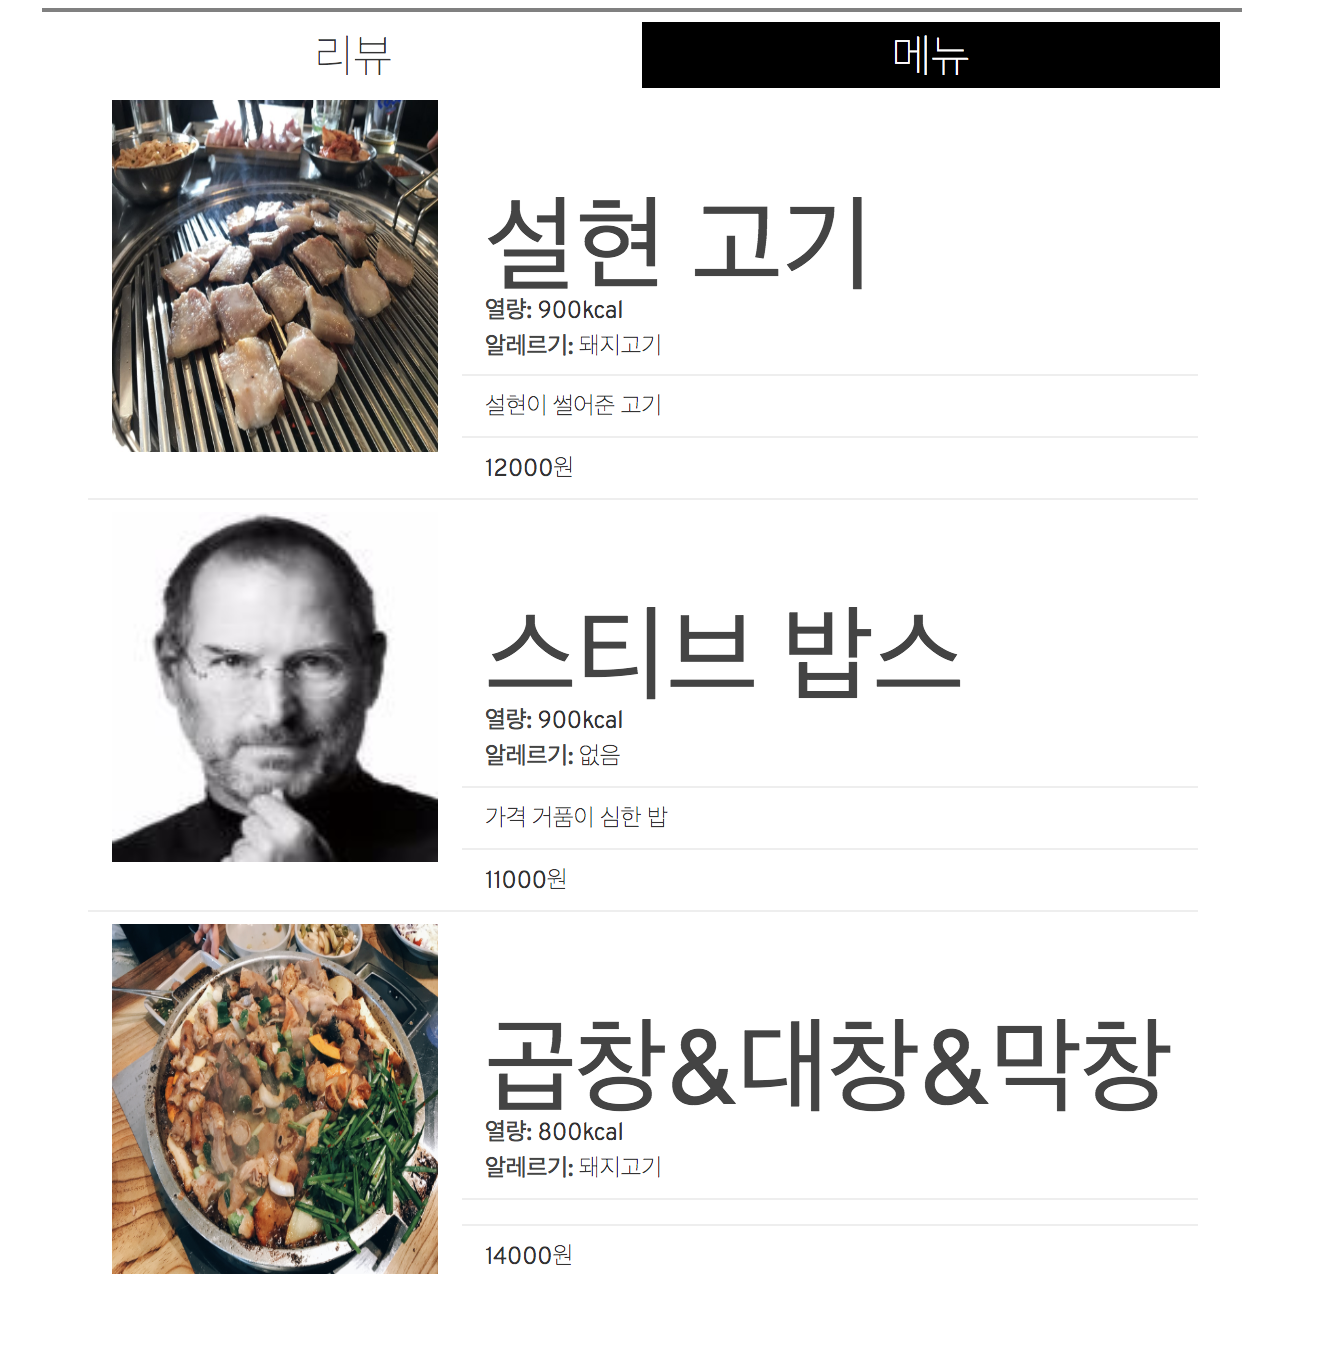 리뷰
메뉴
설현 고기
열량: 900kcal
알레르기: 돼지고기
설현이 썰어준 고기
12000원
스티브 밥스
열량: 900kcal
알레르기: 없음
가격 거품이 심한 밥
11000원
곱창&대창&막창
열량: 800kcal
알레르기: 돼지고기
14000원